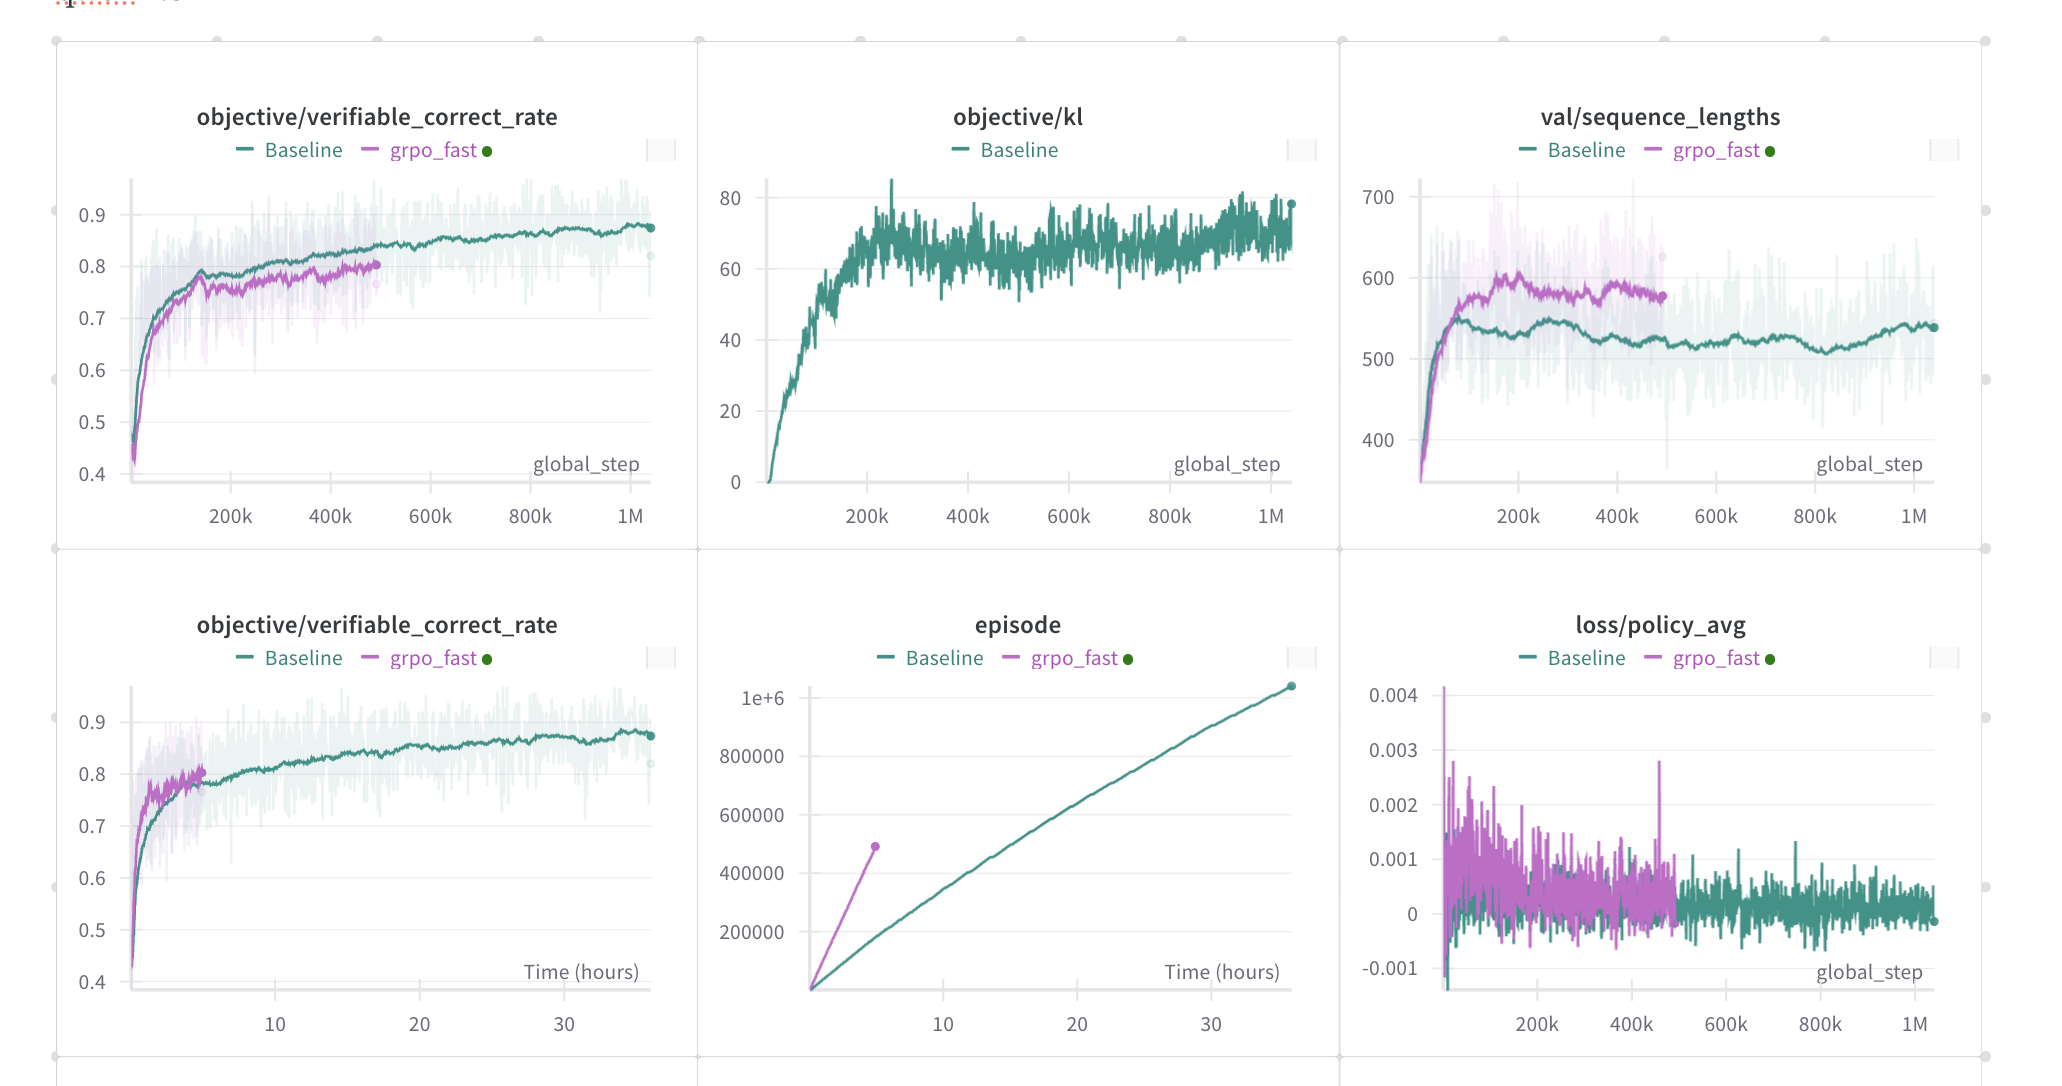 objective/verifiable_correct_rate
Baseline grpo_fast
0.9
0.8
0.7
0.6
0.5
0.4
global_step
200k 400k 600k 800k 1M
objective/kl
Baseline
80
60
40
20
0
global_step
200k 400k 600k 800k 1M
val/sequence_lengths
Baseline grpo_fast
700
600
500
400
global_step
200k 400k 600k 800k 1M
objective/verifiable_correct_rate
Baseline grpo_fast
0.9
0.8
0.7
0.6
0.5
0.4
Time (hours)
10 20 30
episode
Baseline grpo_fast
1e+6
800000
600000
400000
200000
Time (hours)
10 20 30
loss/policy_avg
Baseline grpo_fast
0.004
0.003
0.002
0.001
0
-0.001
global_step
200k 400k 600k 800k 1M